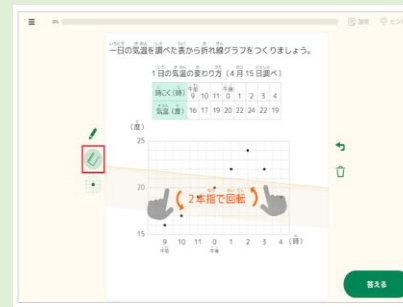 0%
一日の気温を調べた表から折れ線グラフをつくりましょう。
1日の気温の変わり方(4月15日調べ)
時こく(時) 午前9 10 11 午後0 1 2 3 4
気温(度) 16 17 19 20 22 24 22 19
(度)
25
20
15
2本指で回転
9 10 11 0 1 2 3 4 (時)
午前 午後
答える